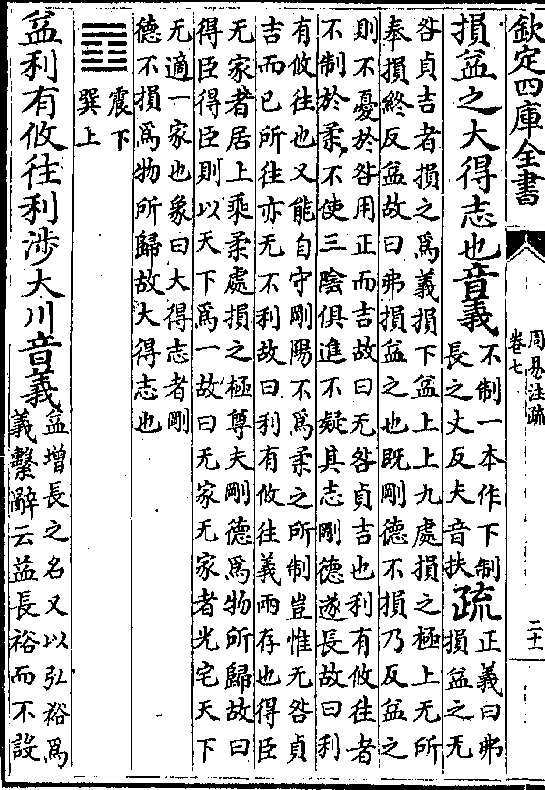 欽定四庫全書
周易注疏
卷七
二十一
損益之大得志也音義
不制一本作下制
長之丈反夫音扶
疏
正義曰弗
損益之无
咎貞吉者損之為義損下益上上九處損之極上无所
奉損終反益故曰弗損益之也既剛德不損乃反益之
則不憂於咎用正而吉故曰无咎貞吉也利有攸往者
不制於柔不使三陰俱進不疑其志剛德遂長故曰利
有攸往也又能自守剛陽不為柔之所制豈惟无咎貞
吉而已所往亦无不利故曰利有攸往義兩存也得臣
无家者居上乘柔處損之極尊夫剛德為物所歸故曰
得臣得臣則以天下為一故曰无家无家者光宅天下
无適一家也象曰大得志者剛
德不損為物所歸故大得志也
䷩
震下
巽上
益利有攸往利涉大川音義
益增長之名又以弘裕為
義繫辭云益長裕而不設